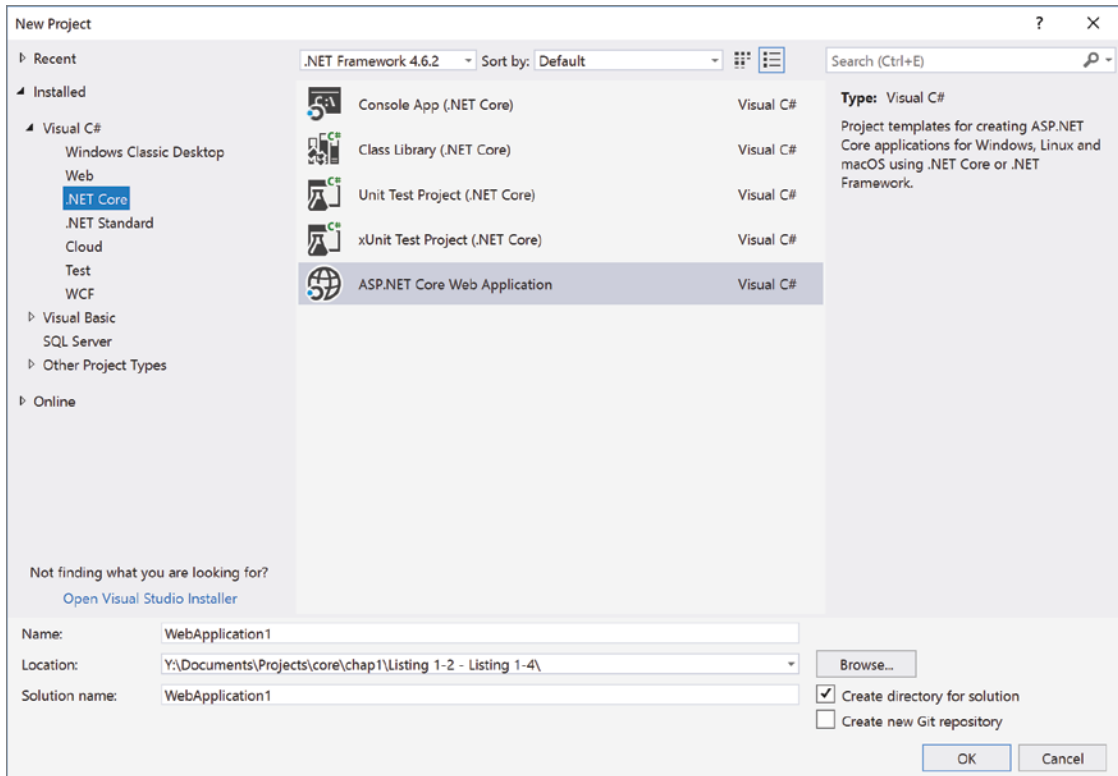 New Project
?
Recent
.NET Framework 4.6.2
Sort by:
Default
Search (Ctrl+E)
Installed
Visual C#
Windows Classic Desktop
Web
.NET Core
.NET Standard
Cloud
Test
WCF
Visual Basic
SQL Server
Other Project Types
Online
Not finding what you are looking for?
Open Visual Studio Installer
Console App (.NET Core) Visual C#
Class Library (.NET Core) Visual C#
Unit Test Project (.NET Core) Visual C#
xUnit Test Project (.NET Core) Visual C#
ASP.NET Core Web Application Visual C#
Type: Visual C#
Project templates for creating ASP.NET
Core applications for Windows, Linux and
macOS using .NET Core or .NET
Framework.
Name: WebApplication1
Location: Y:\Documents\Projects\core\chap1\Listing 1-2 - Listing 1-4\
Browse...
Solution name: WebApplication1
Create directory for solution
Create new Git repository
OK
Cancel